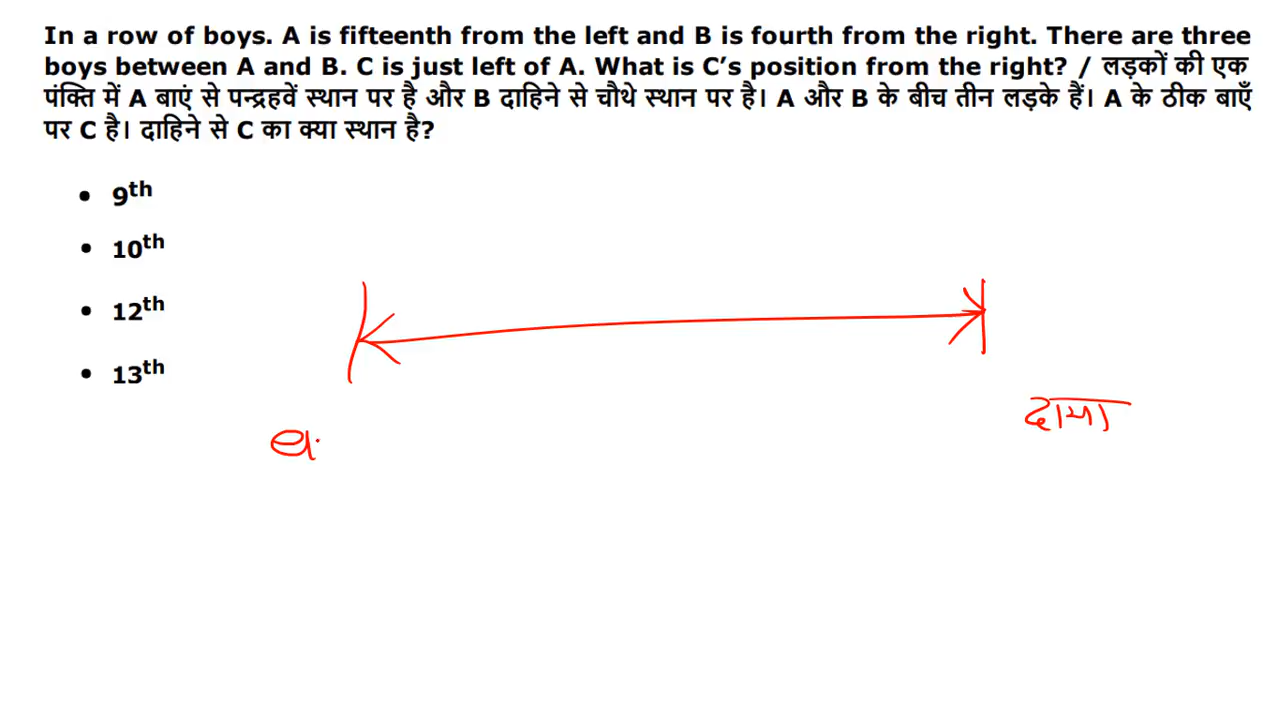 In a row of boys. A is fifteenth from the left and B is fourth from the right. There are three
boys between A and B. C is just left of A. What is C’s position from the right? / लड़कों की एक
पंक्ति में A बाएं से पन्द्रहवें स्थान पर है और B दाहिने से चौथे स्थान पर है। A और B के बीच तीन लड़के हैं। A के ठीक बाएँ
पर C है। दाहिने से C का क्या स्थान है?
• 9th
• 10th
• 12th
• 13th
दाया